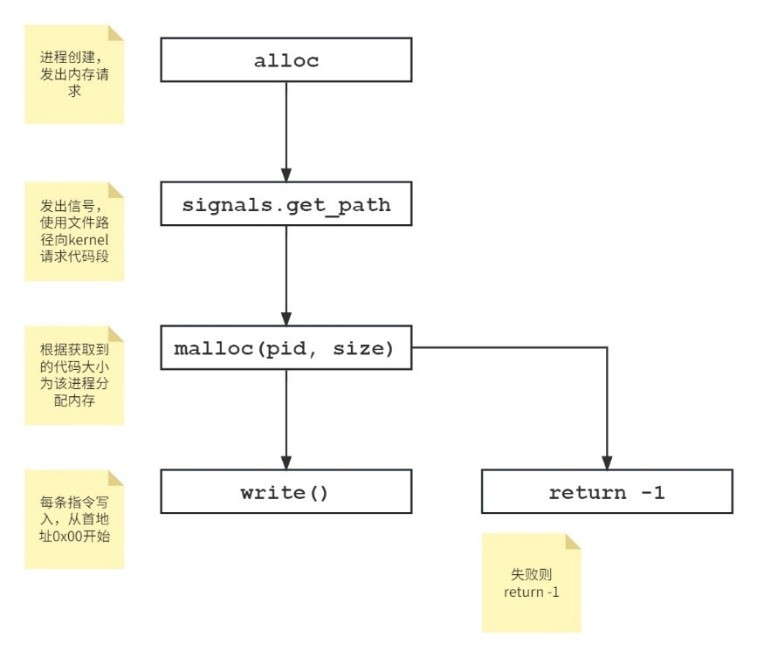 进程创建,
发出内存请
求
alloc
发出信号,
使用文件路
径向kernel
请求代码段
signals.get_path
根据获取到
的代码大小
为该进程分
配内存
malloc(pid, size)
每条指令写
入，从首地
址0x00开始
write()
return -1
失败则
return -1